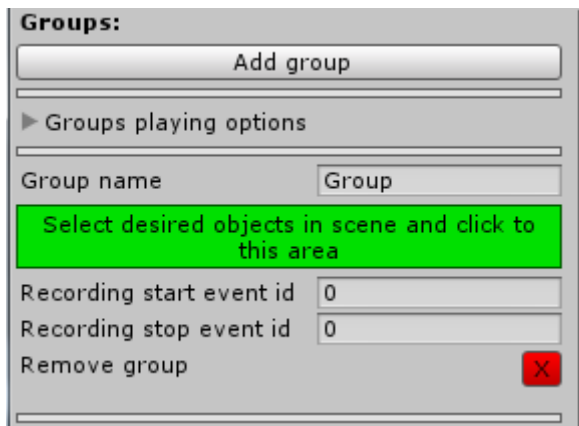 Groups:
Add group
Groups playing options
Group name
Group
Select desired objects in scene and click to
this area
Recording start event id
0
Recording stop event id
0
Remove group
X